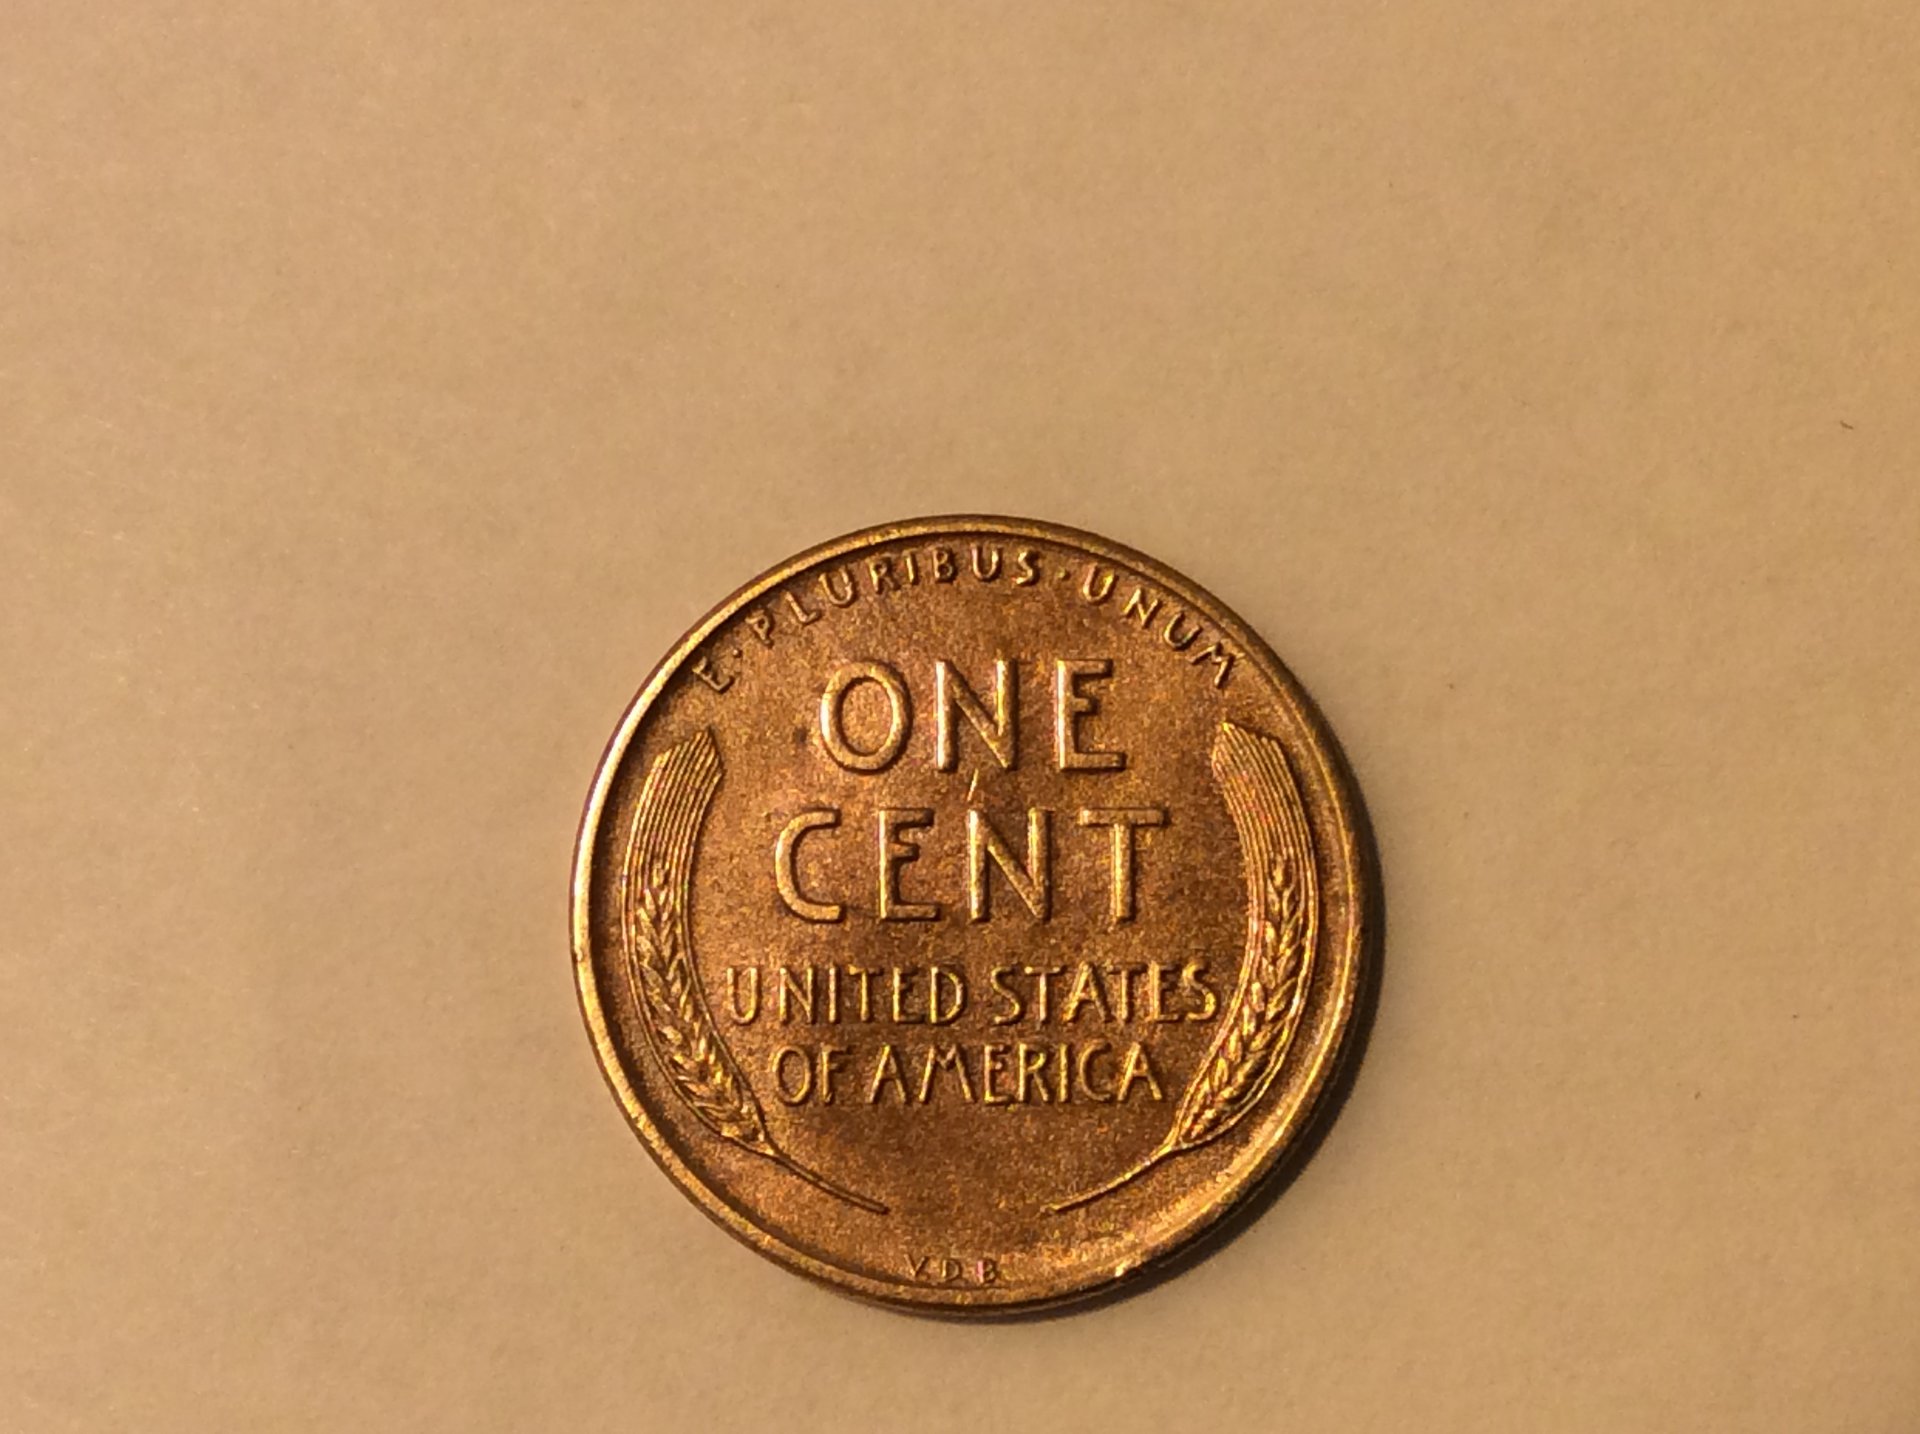 E·PLURIBUS·UNUM
ONE
CENT
UNITED STATES
OF AMERICA
V.D.B